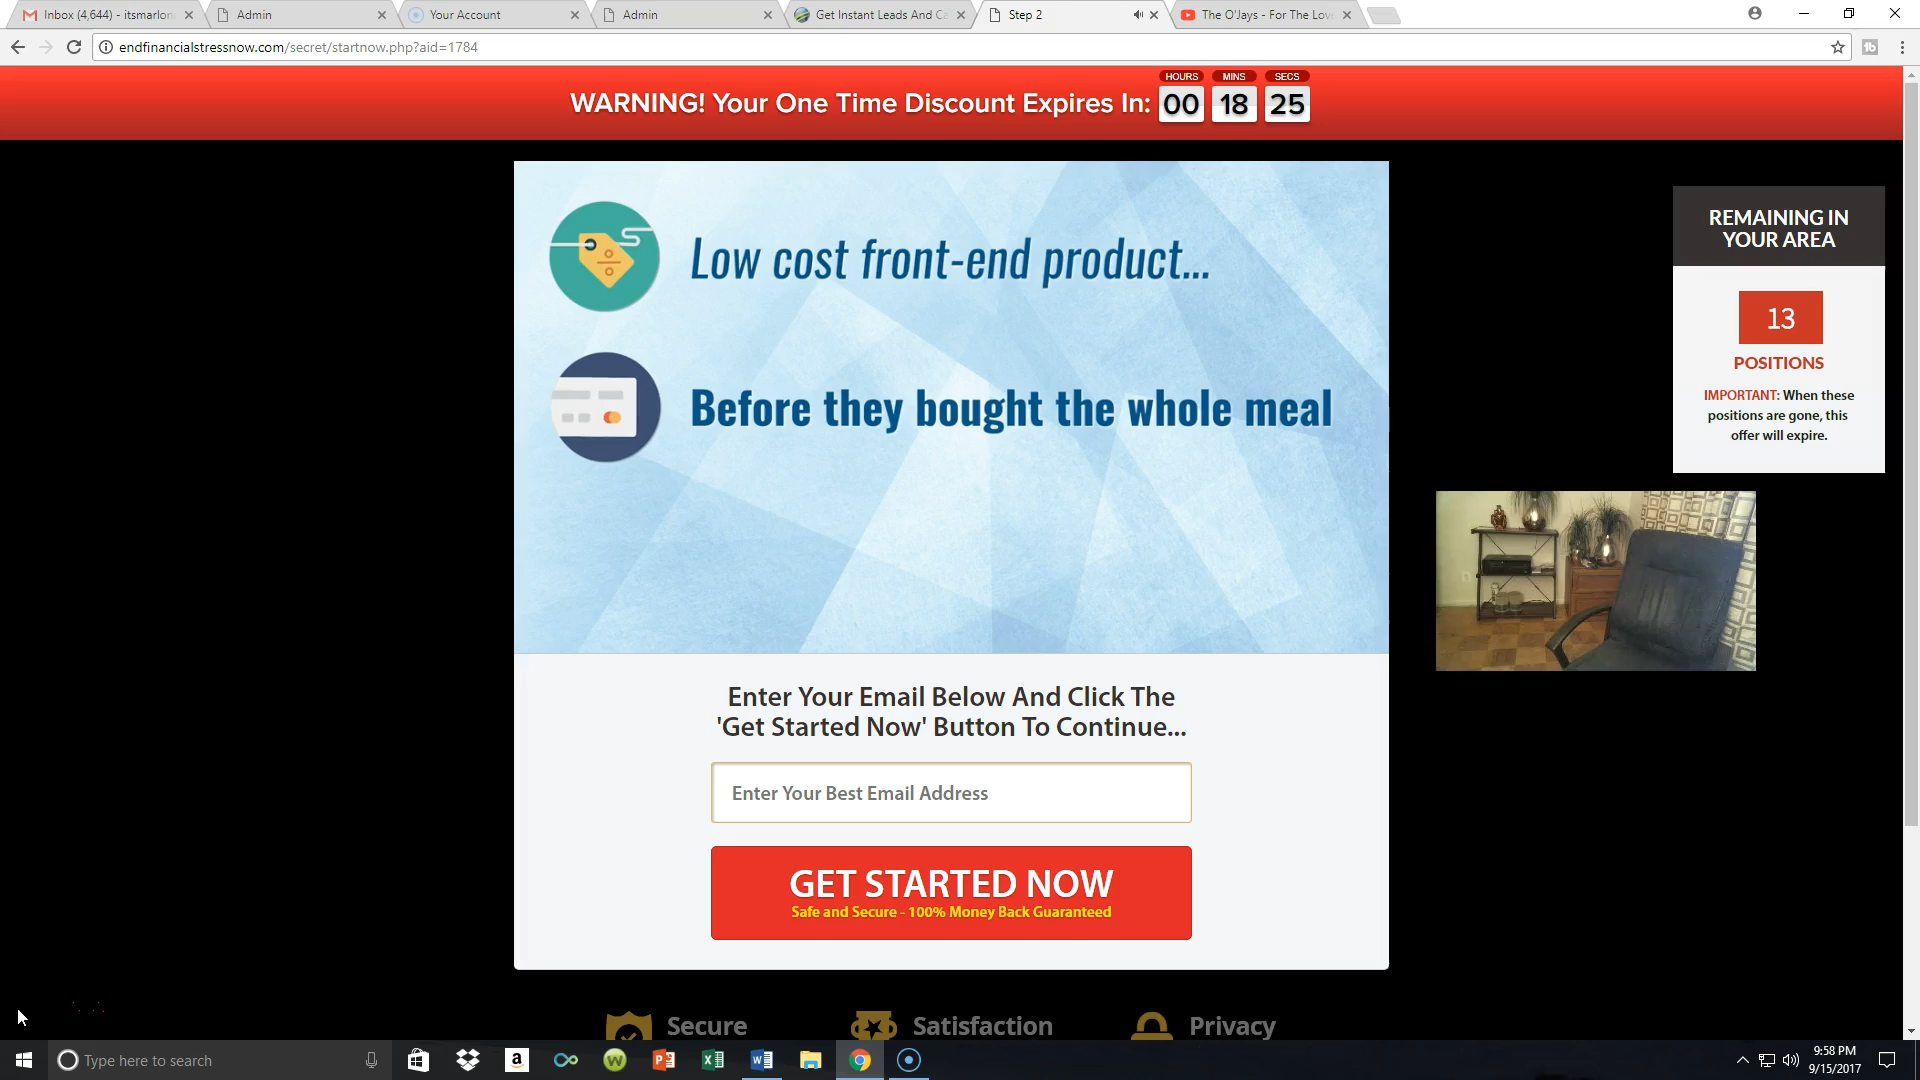 Inbox (4,644) - itsmarlon
Admin
Your Account
Admin
Get Instant Leads And Ca
Step 2
The O'Jays - For The Lov
endfinancialstressnow.com/secret/startnow.php?aid=1784
WARNING! Your One Time Discount Expires In:
HOURS MINS SECS
00 18 25
Low cost front-end product...
Before they bought the whole meal
REMAINING IN
YOUR AREA
13
POSITIONS
IMPORTANT: When these
positions are gone, this
offer will expire.
Enter Your Email Below And Click The
'Get Started Now' Button To Continue...
Enter Your Best Email Address
GET STARTED NOW
Safe and Secure - 100% Money Back Guaranteed
Secure
Satisfaction
Privacy
Type here to search
9:58 PM
9/15/2017